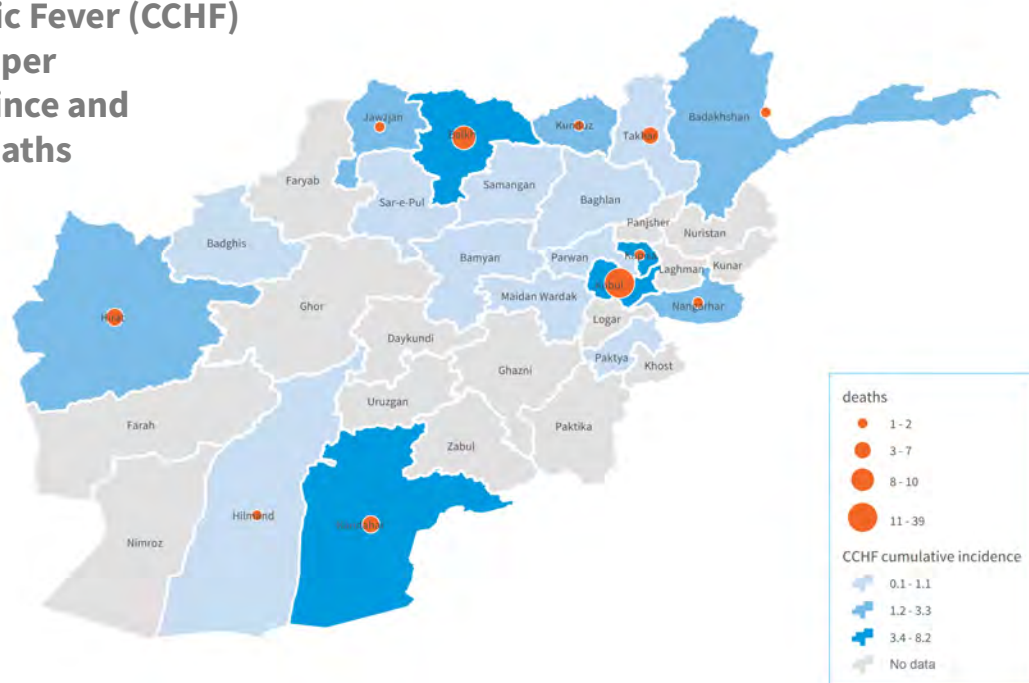 ic Fever (CCHF)
per
ince and
aths
Jawzjan
Balkh
Kunduz
Takhar
Badakhshan
Faryab
Sar-e-Pul
Samangan
Baghlan
Panjsher
Nuristan
Badghis
Bamyan
Parwan
Kapisa
Laghman
Kunar
Kabul
Maidan Wardak
Nangarhar
Hirat
Ghor
Logar
Daykundi
Paktya
Khost
Ghazni
Uruzgan
Farah
Paktika
Zabul
Hilmand
Kandahar
Nimroz
deaths
1 - 2
3 - 7
8 - 10
11 - 39
CCHF cumulative incidence
0.1 - 1.1
1.2 - 3.3
3.4 - 8.2
No data